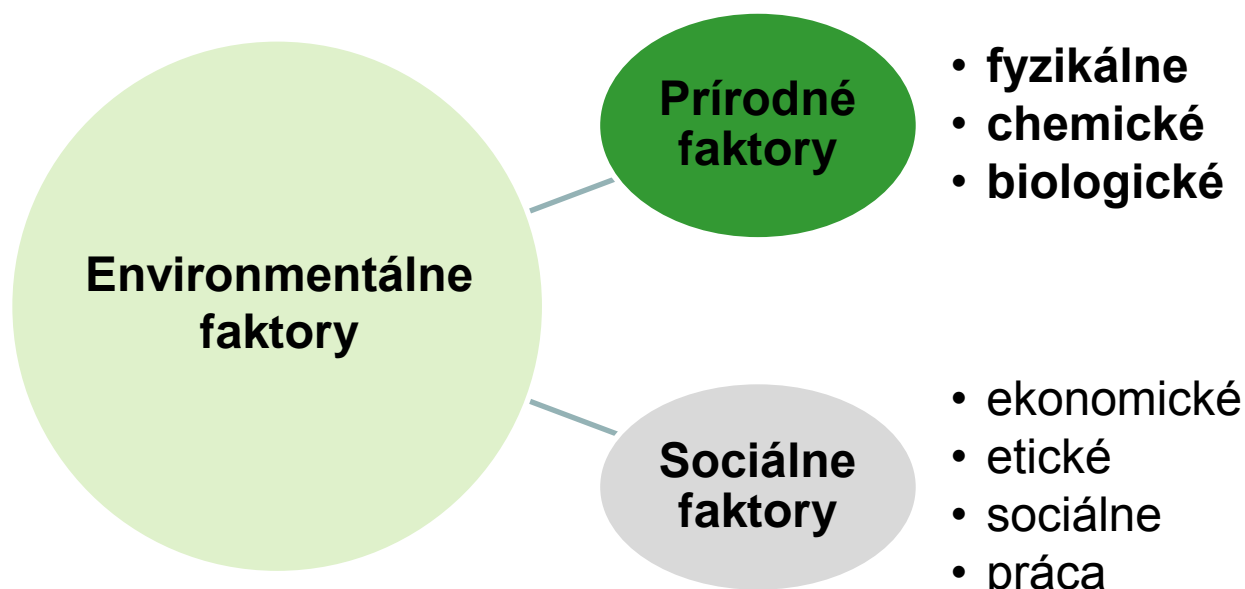 Environmentálne
faktory
Prírodné
faktory
• fyzikálne
• chemické
• biologické
Sociálne
faktory
• ekonomické
• etické
• sociálne
• práca